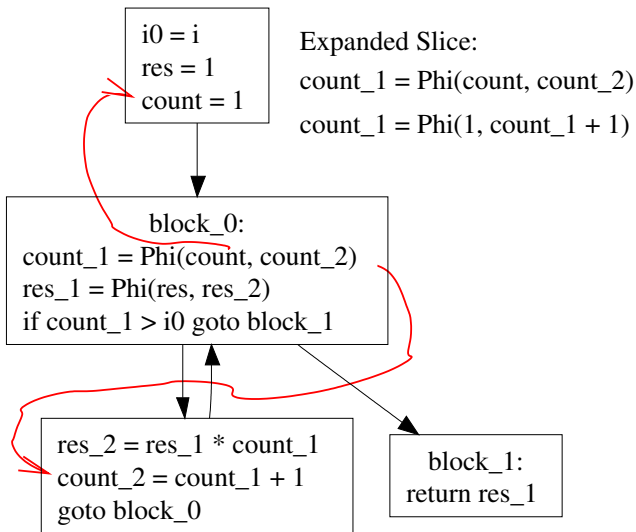 i0 = i
res = 1
count = 1
Expanded Slice:
count_1 = Phi(count, count_2)
count_1 = Phi(1, count_1 + 1)
block_0:
count_1 = Phi(count, count_2)
res_1 = Phi(res, res_2)
if count_1 > i0 goto block_1
res_2 = res_1 * count_1
count_2 = count_1 + 1
goto block_0
block_1:
return res_1